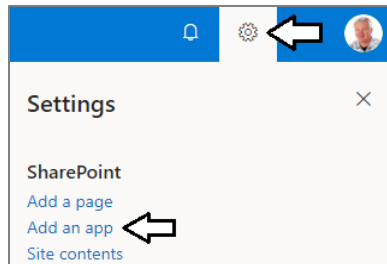 Settings
SharePoint
Add a page
Add an app
Site contents